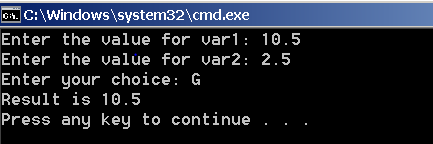 C:\Windows\system32\cmd.exe
Enter the value for var1: 10.5
Enter the value for var2: 2.5
Enter your choice: G
Result is 10.5
Press any key to continue . . .